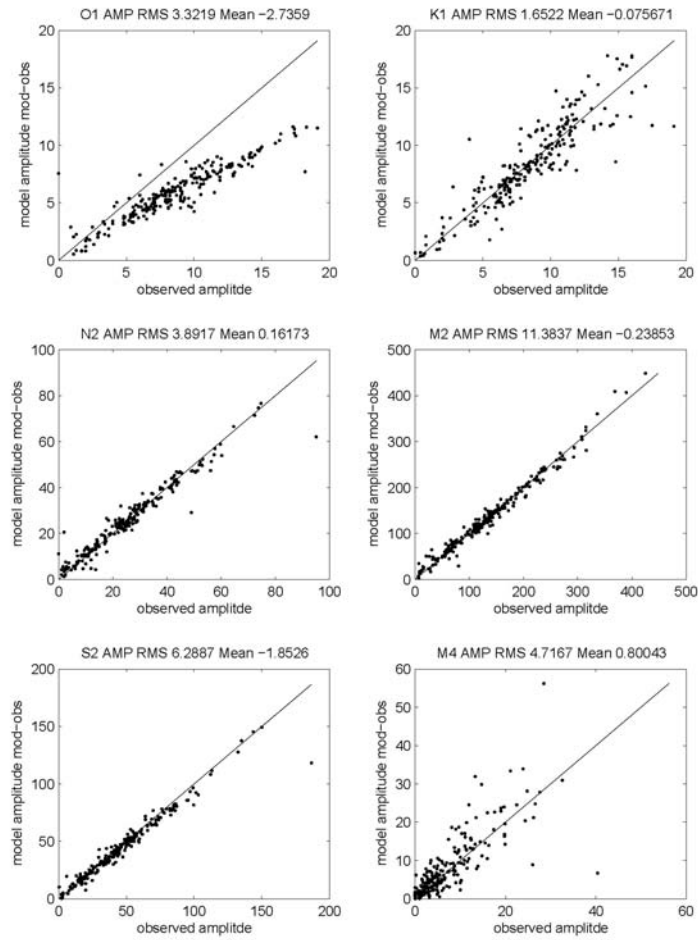 O1 AMP RMS 3.3219 Mean −2.7359
model amplitude mod-obs
20
15
10
5
0
0 5 10 15 20
observed amplitde
K1 AMP RMS 1.6522 Mean −0.075671
model amplitude mod-obs
20
15
10
5
0
0 5 10 15 20
observed amplitde
N2 AMP RMS 3.8917 Mean 0.16173
model amplitude mod-obs
100
80
60
40
20
0
0 20 40 60 80 100
observed amplitde
M2 AMP RMS 11.3837 Mean −0.23853
model amplitude mod-obs
500
400
300
200
100
0
0 100 200 300 400 500
observed amplitde
S2 AMP RMS 6.2887 Mean −1.8526
model amplitude mod-obs
200
150
100
50
0
0 50 100 150 200
observed amplitde
M4 AMP RMS 4.7167 Mean 0.80043
model amplitude mod-obs
60
50
40
30
20
10
0
0 20 40 60
observed amplitde